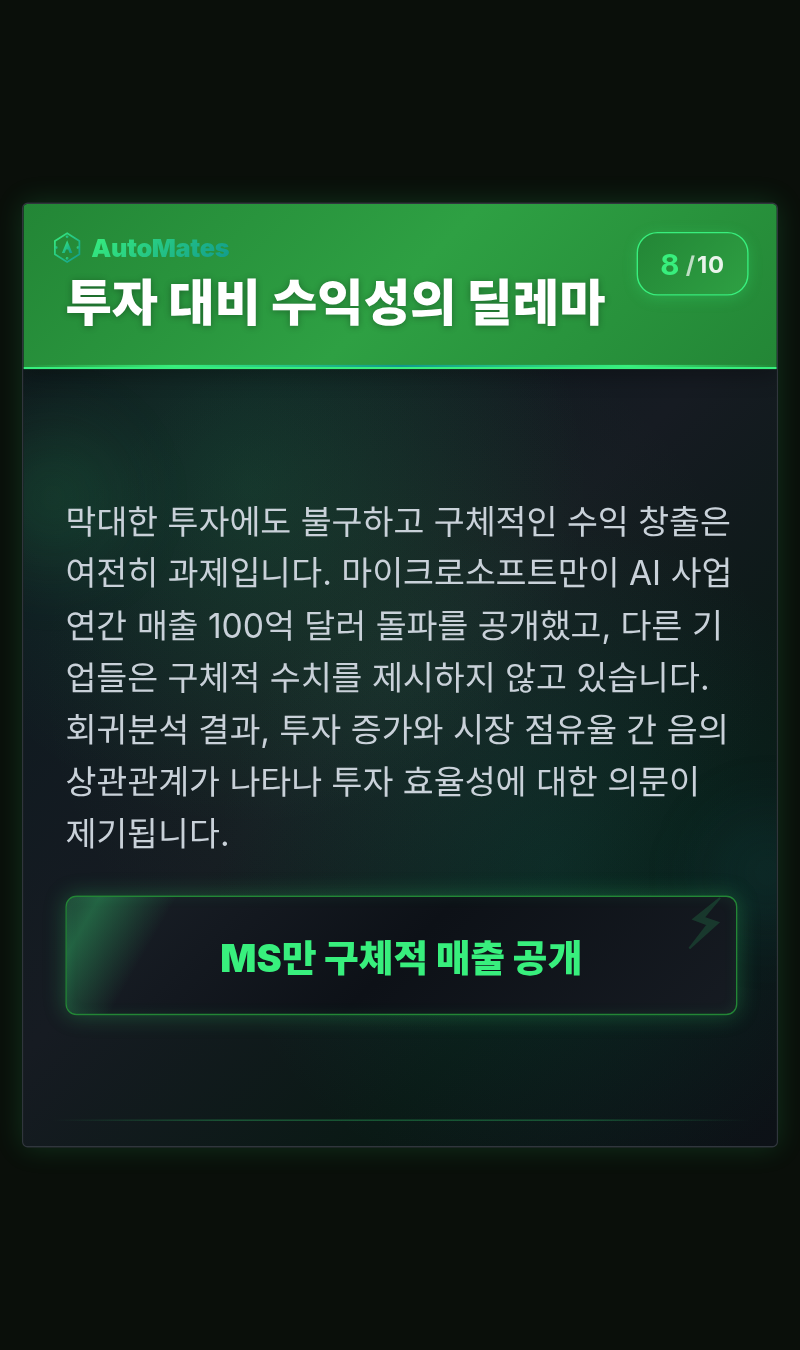 AutoMates
8 /10
투자 대비 수익성의 딜레마
막대한 투자에도 불구하고 구체적인 수익 창출은
여전히 과제입니다. 마이크로소프트만이 AI 사업
연간 매출 100억 달러 돌파를 공개했고, 다른 기
업들은 구체적 수치를 제시하지 않고 있습니다.
회귀분석 결과, 투자 증가와 시장 점유율 간 음의
상관관계가 나타나 투자 효율성에 대한 의문이
제기됩니다.
MS만 구체적 매출 공개